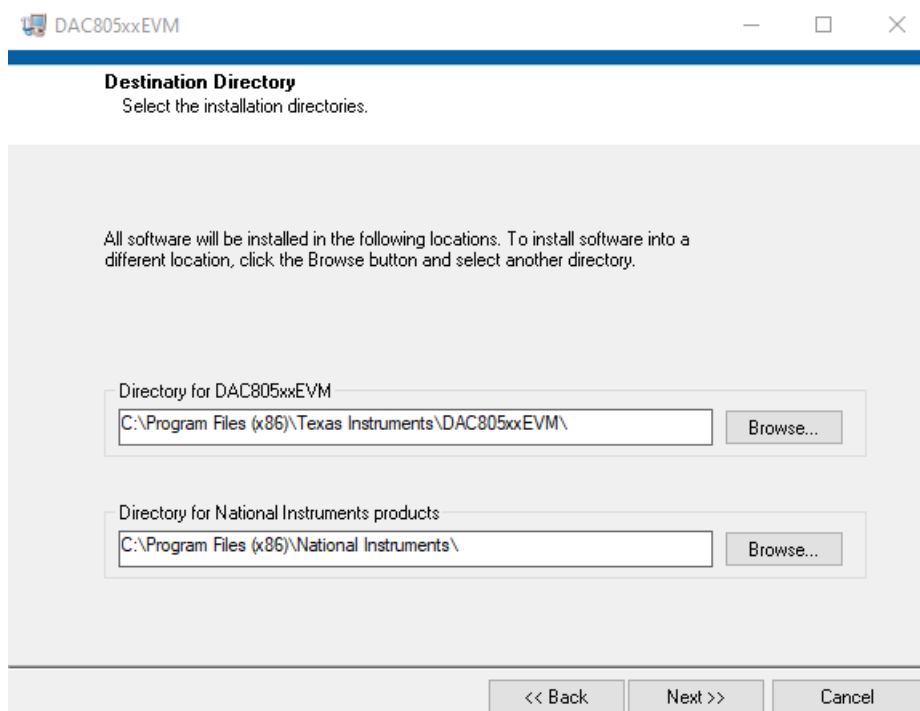 DAC805xxEVM
Destination Directory
Select the installation directories.
All software will be installed in the following locations. To install software into a
different location, click the Browse button and select another directory.
Directory for DAC805xxEVM
C:\Program Files (x86)\Texas Instruments\DAC805xxEVM\
Browse...
Directory for National Instruments products
C:\Program Files (x86)\National Instruments\
Browse...
<< Back
Next >>
Cancel